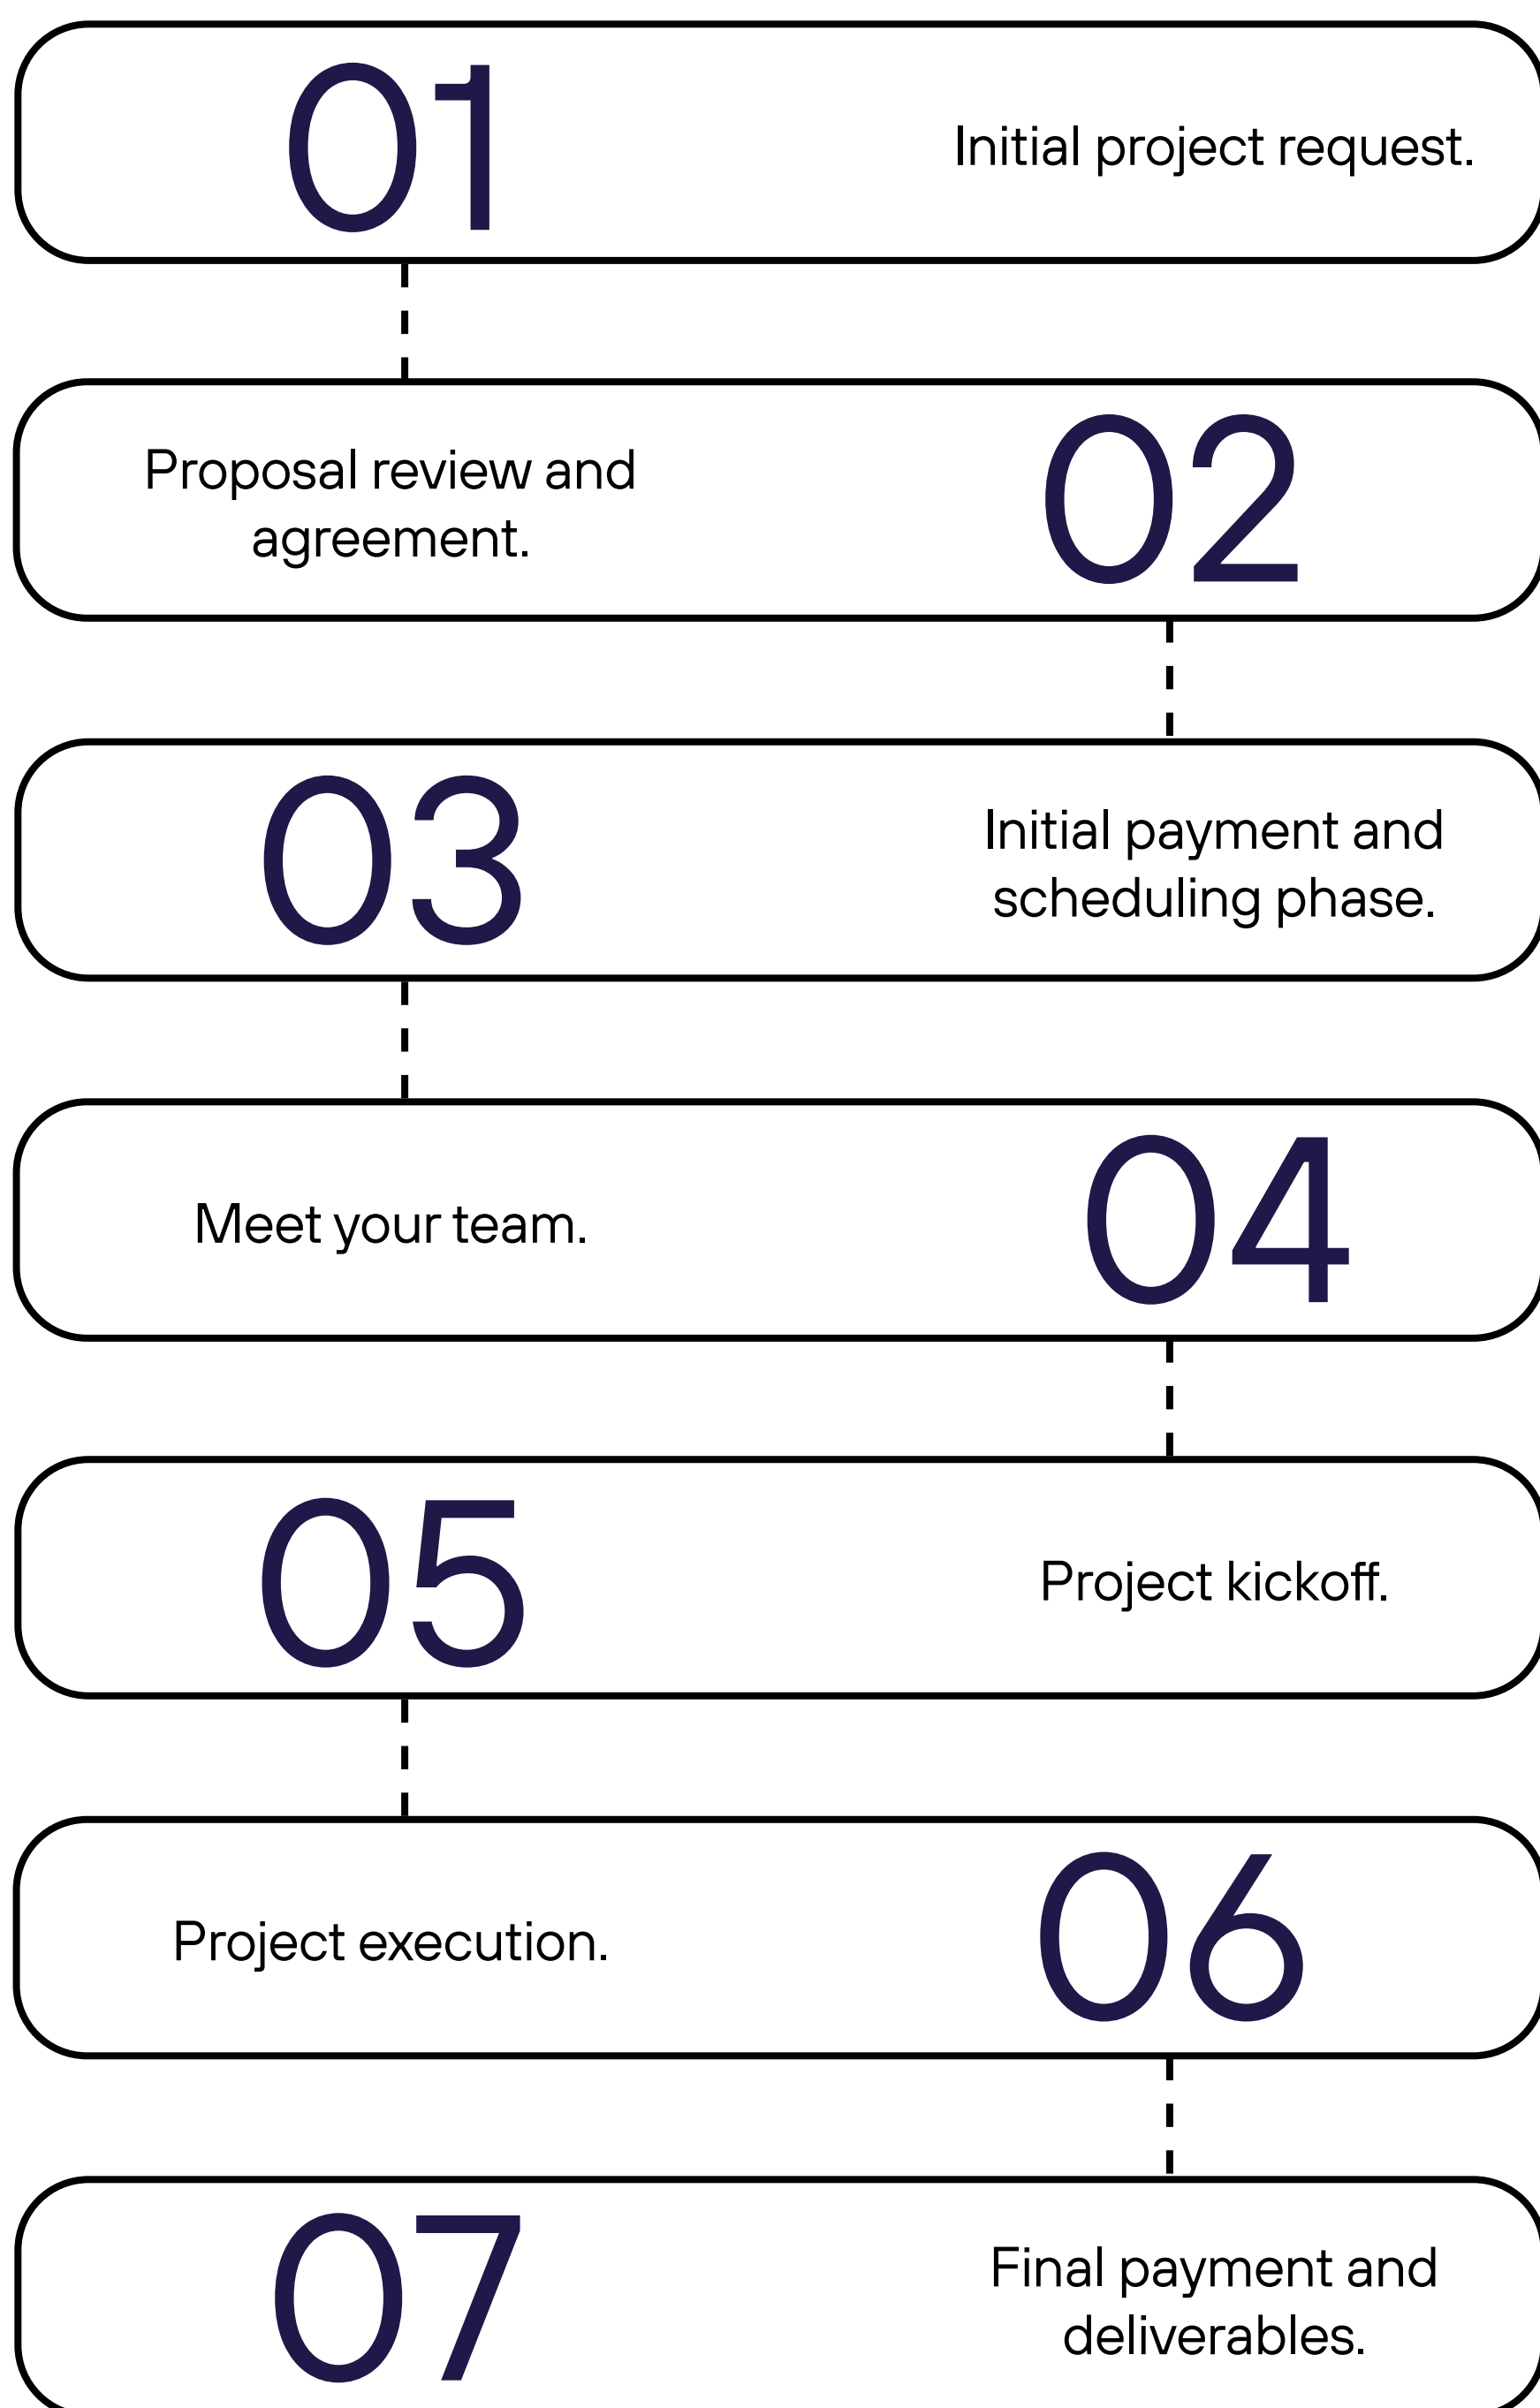 01
Initial project request.
Proposal review and
agreement.
02
03
Initial payment and
scheduling phase.
Meet your team.
04
05
Project kickoff.
Project execution.
06
07
Final payment and
deliverables.